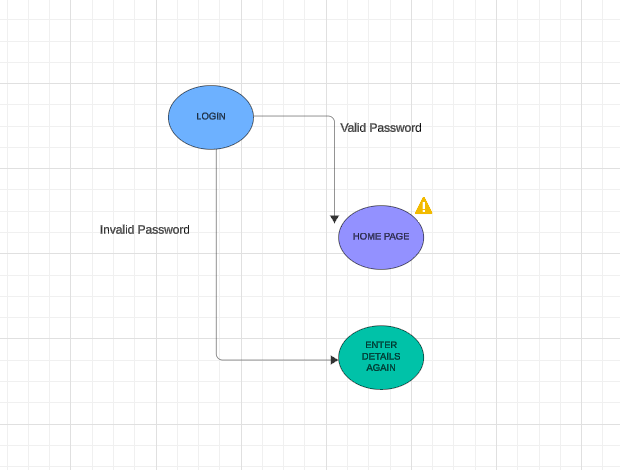 LOGIN
Valid Password
Invalid Password
HOME PAGE
ENTER
DETAILS
AGAIN